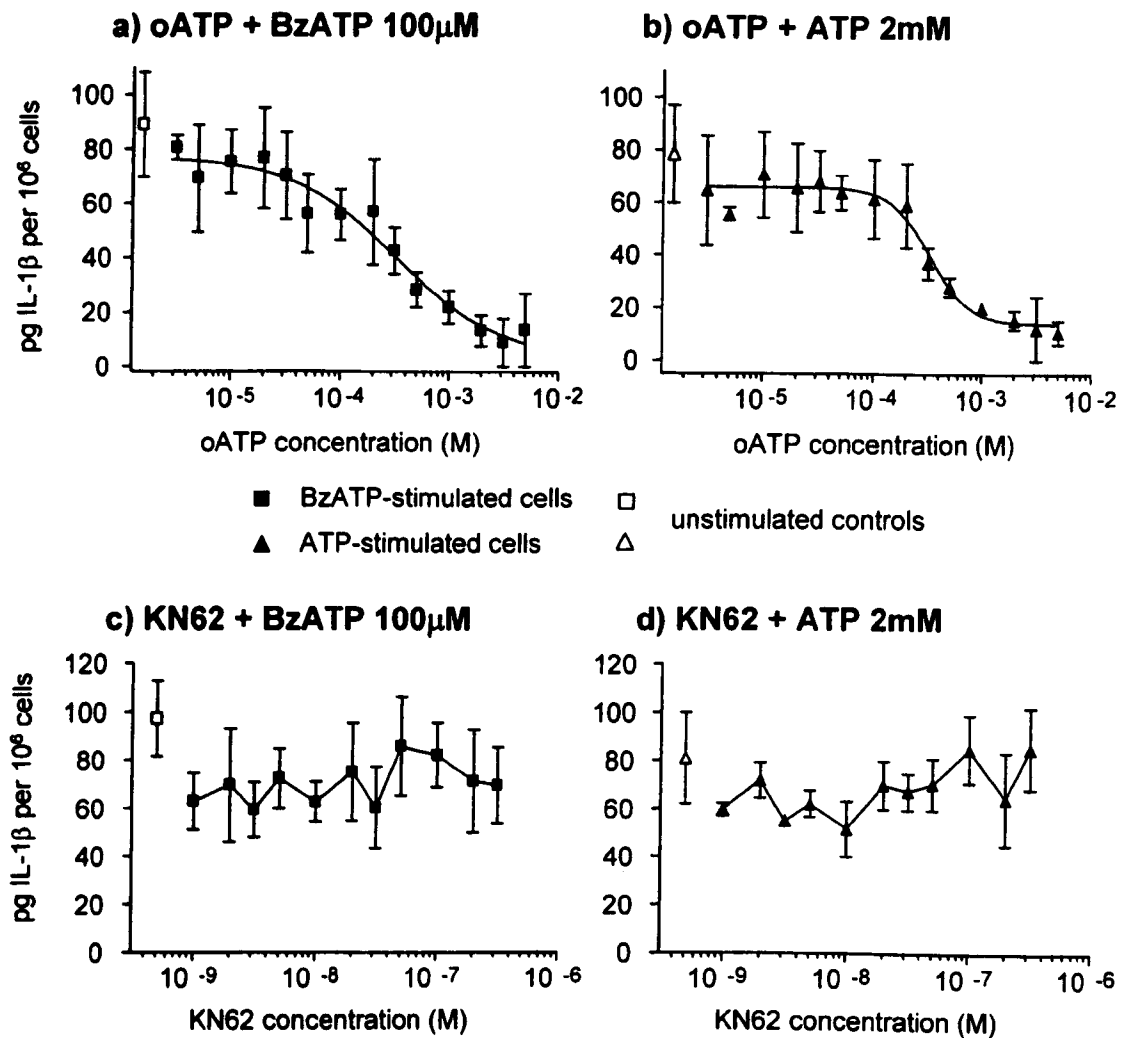 a) oATP + BzATP 100μM
pg IL-1β per 10⁶ cells
100
80
60
40
20
0
10⁻⁵ 10⁻⁴ 10⁻³ 10⁻²
oATP concentration (M)
b) oATP + ATP 2mM
100
80
60
40
20
0
10⁻⁵ 10⁻⁴ 10⁻³ 10⁻²
oATP concentration (M)
BzATP-stimulated cells
ATP-stimulated cells
unstimulated controls
c) KN62 + BzATP 100μM
pg IL-1β per 10⁶ cells
120
100
80
60
40
20
0
10⁻⁹ 10⁻⁸ 10⁻⁷ 10⁻⁶
KN62 concentration (M)
d) KN62 + ATP 2mM
120
100
80
60
40
20
0
10⁻⁹ 10⁻⁸ 10⁻⁷ 10⁻⁶
KN62 concentration (M)